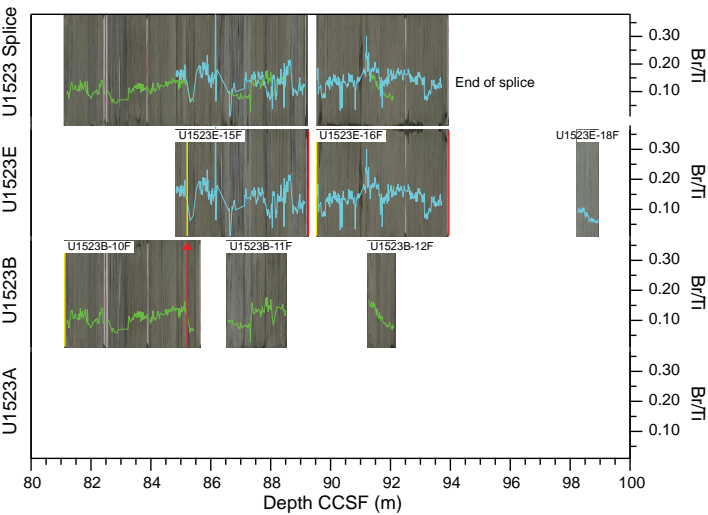 U1523 Splice
0.30
0.20
0.10
Br/Ti
End of splice
U1523E
U1523E-15F
U1523E-16F
U1523E-18F
0.30
0.20
0.10
Br/Ti
U1523B
U1523B-10F
U1523B-11F
U1523B-12F
0.30
0.20
0.10
Br/Ti
U1523A
0.30
0.20
0.10
Br/Ti
80 82 84 86 88 90 92 94 96 98 100
Depth CCSF (m)